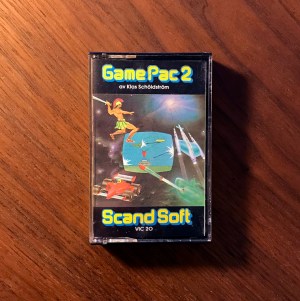 Game Pac 2
av Klas Schöldström
Scand Soft
VIC 20